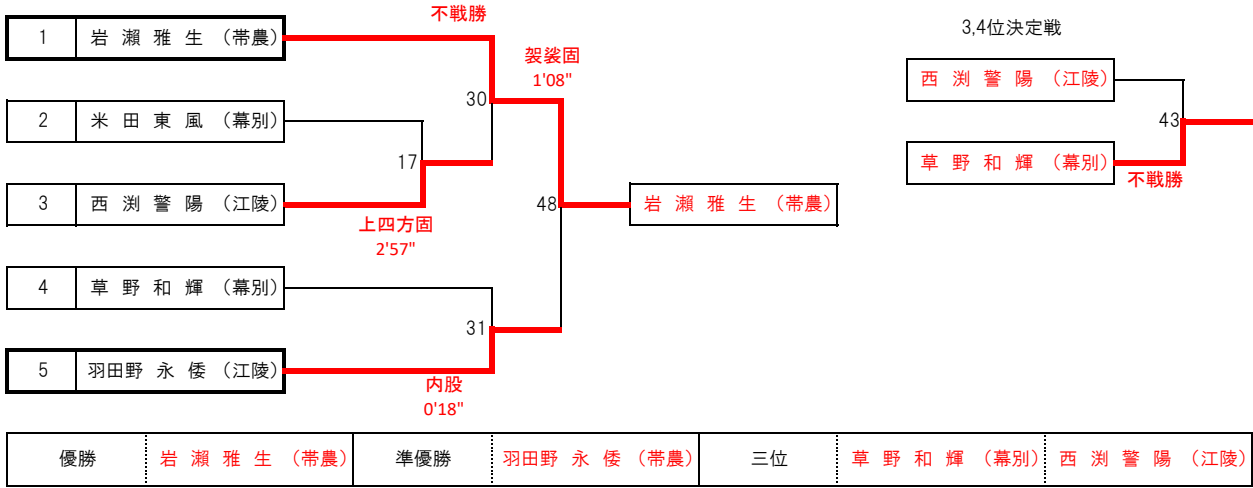 不戦勝
3,4位決定戦
1 岩瀬雅生（帯農）
袈裟固
1'08"
西渕警陽（江陵）
30
2 米田東風（幕別）
43
17
草野和輝（幕別）
不戦勝
3 西渕警陽（江陵）
48
岩瀬雅生（帯農）
上四方固
2'57"
4 草野和輝（幕別）
31
5 羽田野永倭（江陵）
内股
0'18"
優勝 岩瀬雅生（帯農） 準優勝 羽田野永倭（帯農） 三位 草野和輝（幕別） 西渕警陽（江陵）